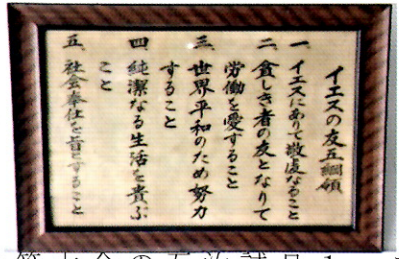 イエスの友五綱領
一、イエスにありて敬虔なること
二、貧しき者の友となりて
労働を愛すること
三、世界平和のため努力
すること
四、純潔なる生活を貴ぶ
こと
五、社会奉仕を旨とすること